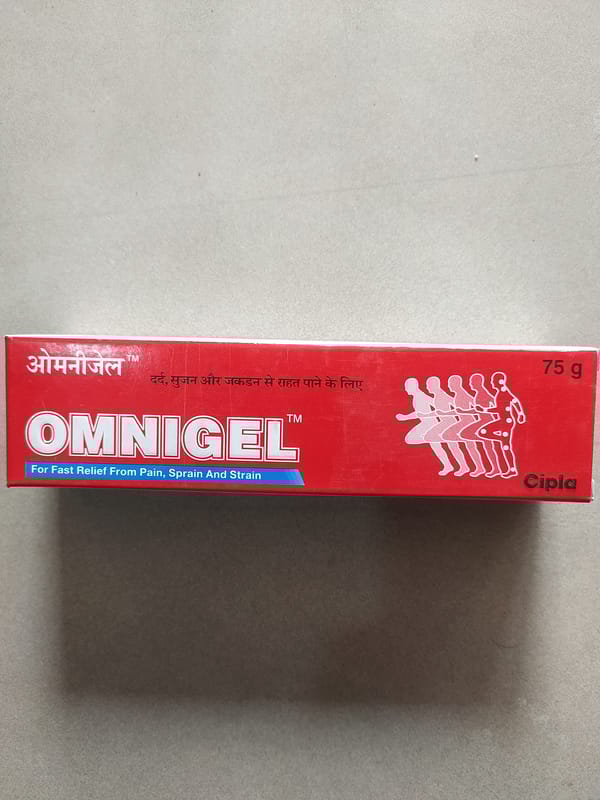 ओमनीजेल™
दर्द, सुजन और जकडन से राहत पाने के लिए
75 g
OMNIGEL™
For Fast Relief From Pain, Sprain And Strain
Cipla